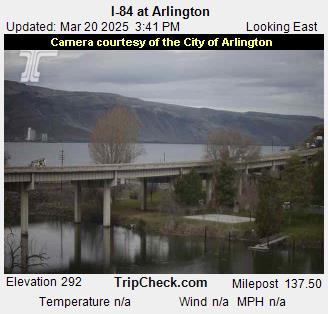 I-84 at Arlington
Updated: Mar 20 2025 3:41 PM Looking East
Camera courtesy of the City of Arlington
Elevation 292 TripCheck.com Milepost 137.50
Temperature n/a Wind n/a MPH n/a